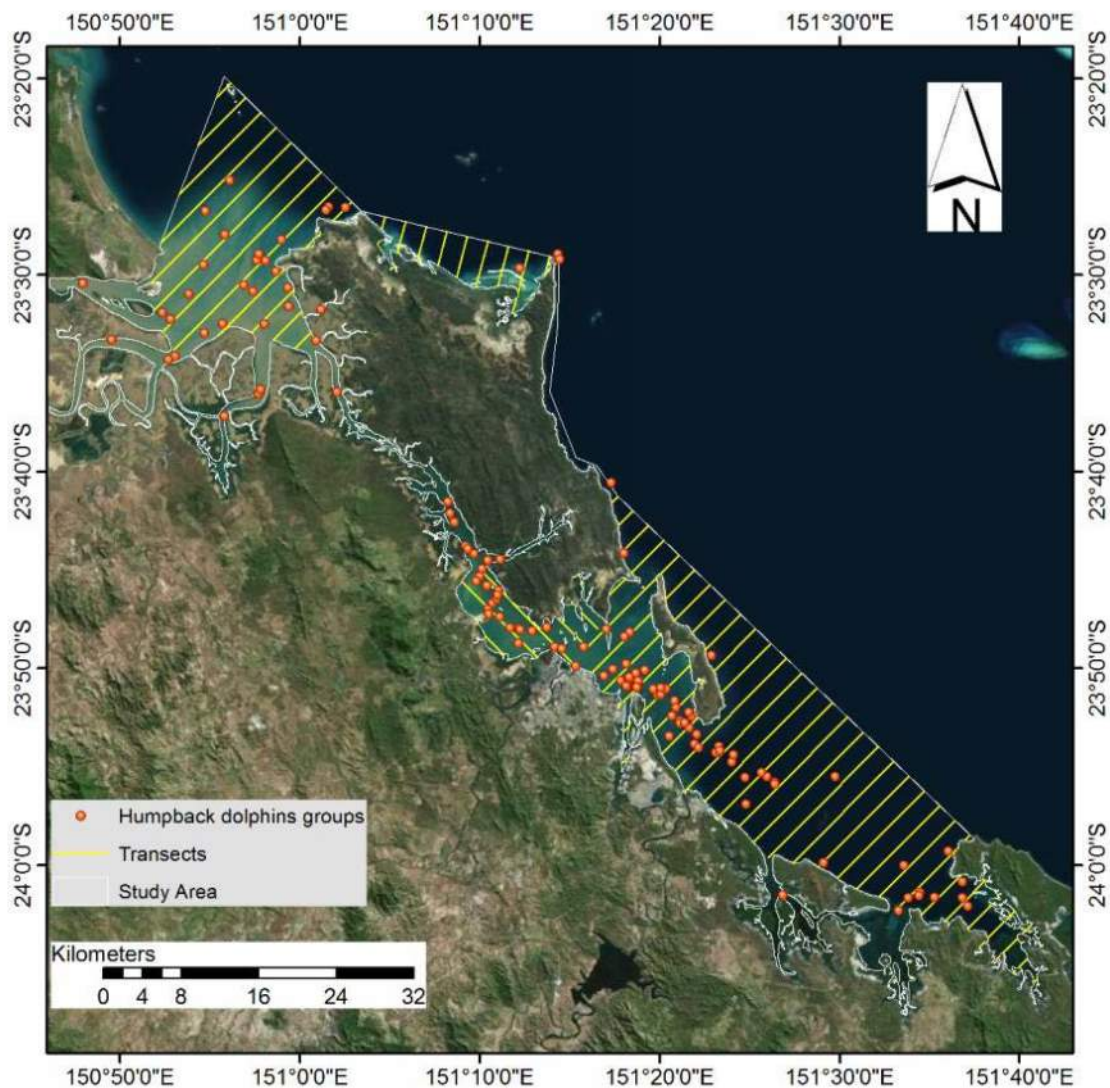 150°50'0"E 151°0'0"E 151°10'0"E 151°20'0"E 151°30'0"E 151°40'0"E
23°20'0"S 23°20'0"S
N
23°30'0"S 23°30'0"S
23°40'0"S 23°40'0"S
23°50'0"S 23°50'0"S
Humpback dolphins groups
Transects
24°0'0"S 24°0'0"S
Study Area
Kilometers
0 4 8 16 24 32
150°50'0"E 151°0'0"E 151°10'0"E 151°20'0"E 151°30'0"E 151°40'0"E